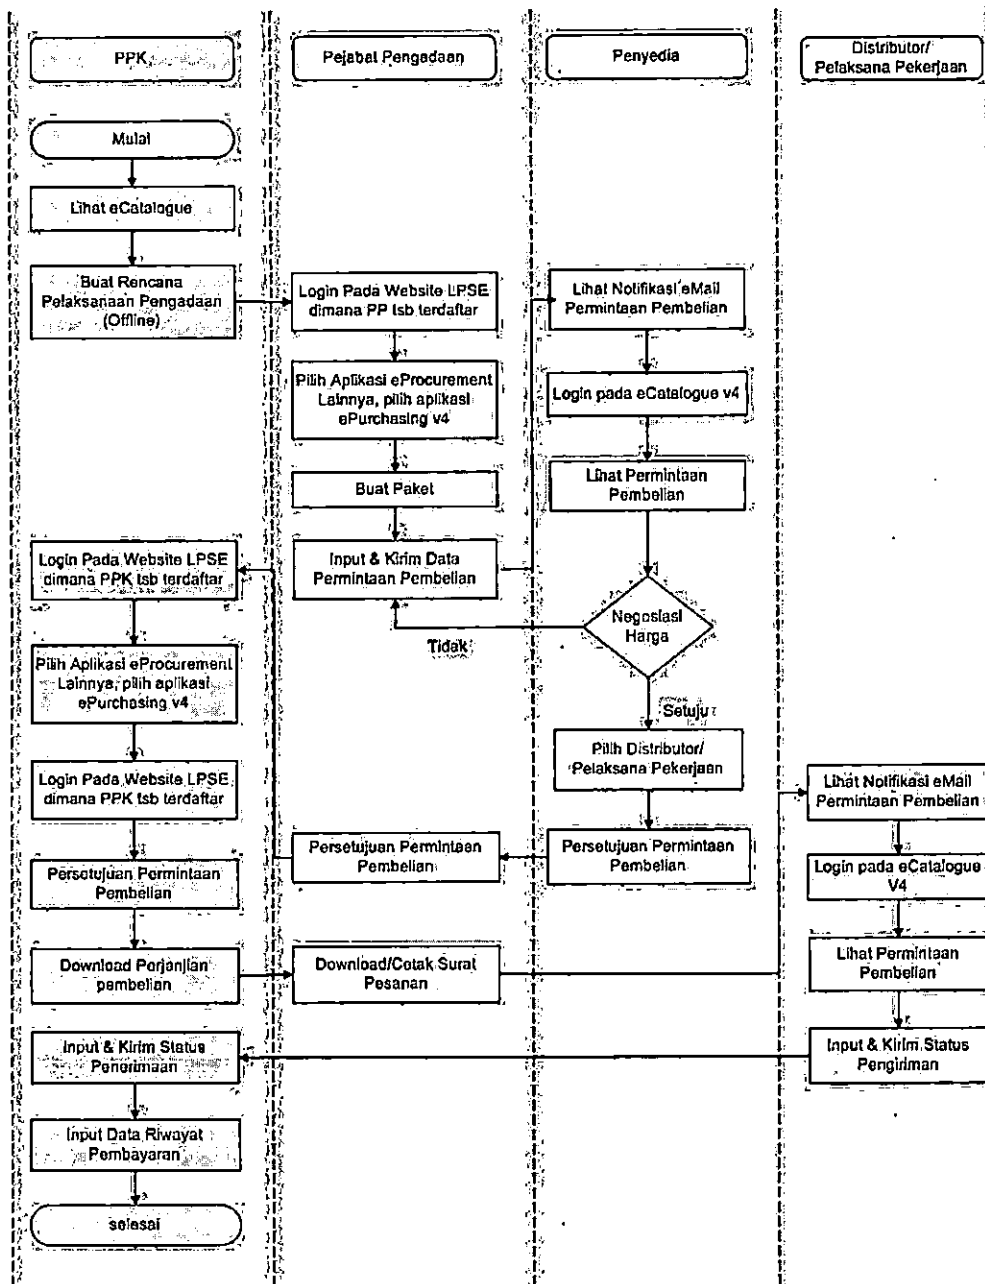 PPK
Pejabat Pengadaan
Penyedia
Distributor/
Pelaksana Pekerjaan
Mulai
Lihat eCatalogue
Buat Rencana
Pelaksanaan Pengadaan
(Offline)
Login Pada Website LPSE
dimana PP tsb terdaftar
Pilih Aplikasi eProcurement
Lainnya, pilih aplikasi
ePurchasing v4
Buat Paket
Input & Kirim Data
Permintaan Pembelian
Lihat Notifikasi eMail
Permintaan Pembelian
Login pada eCatalogue v4
Lihat Permintaan
Pembelian
Negosiasi
Harga
Tidak
Setuju
Pilih Distributor/
Pelaksana Pekerjaan
Persetujuan Permintaan
Pembelian
Persetujuan Permintaan
Pembelian
Login Pada Website LPSE
dimana PPK tsb terdaftar
Pilih Aplikasi eProcurement
Lainnya, pilih aplikasi
ePurchasing v4
Login Pada Website LPSE
dimana PPK tsb terdaftar
Persetujuan Permintaan
Pembelian
Download Perjanjian
pembelian
Download/Cetak Surat
Pesanan
Lihat Notifikasi eMail
Permintaan Pembelian
Login pada eCatalogue
V4
Lihat Permintaan
Pembelian
Input & Kirim Status
Pengiriman
Input & Kirim Status
Penerimaan
Input Data Riwayat
Pembayaran
selesai